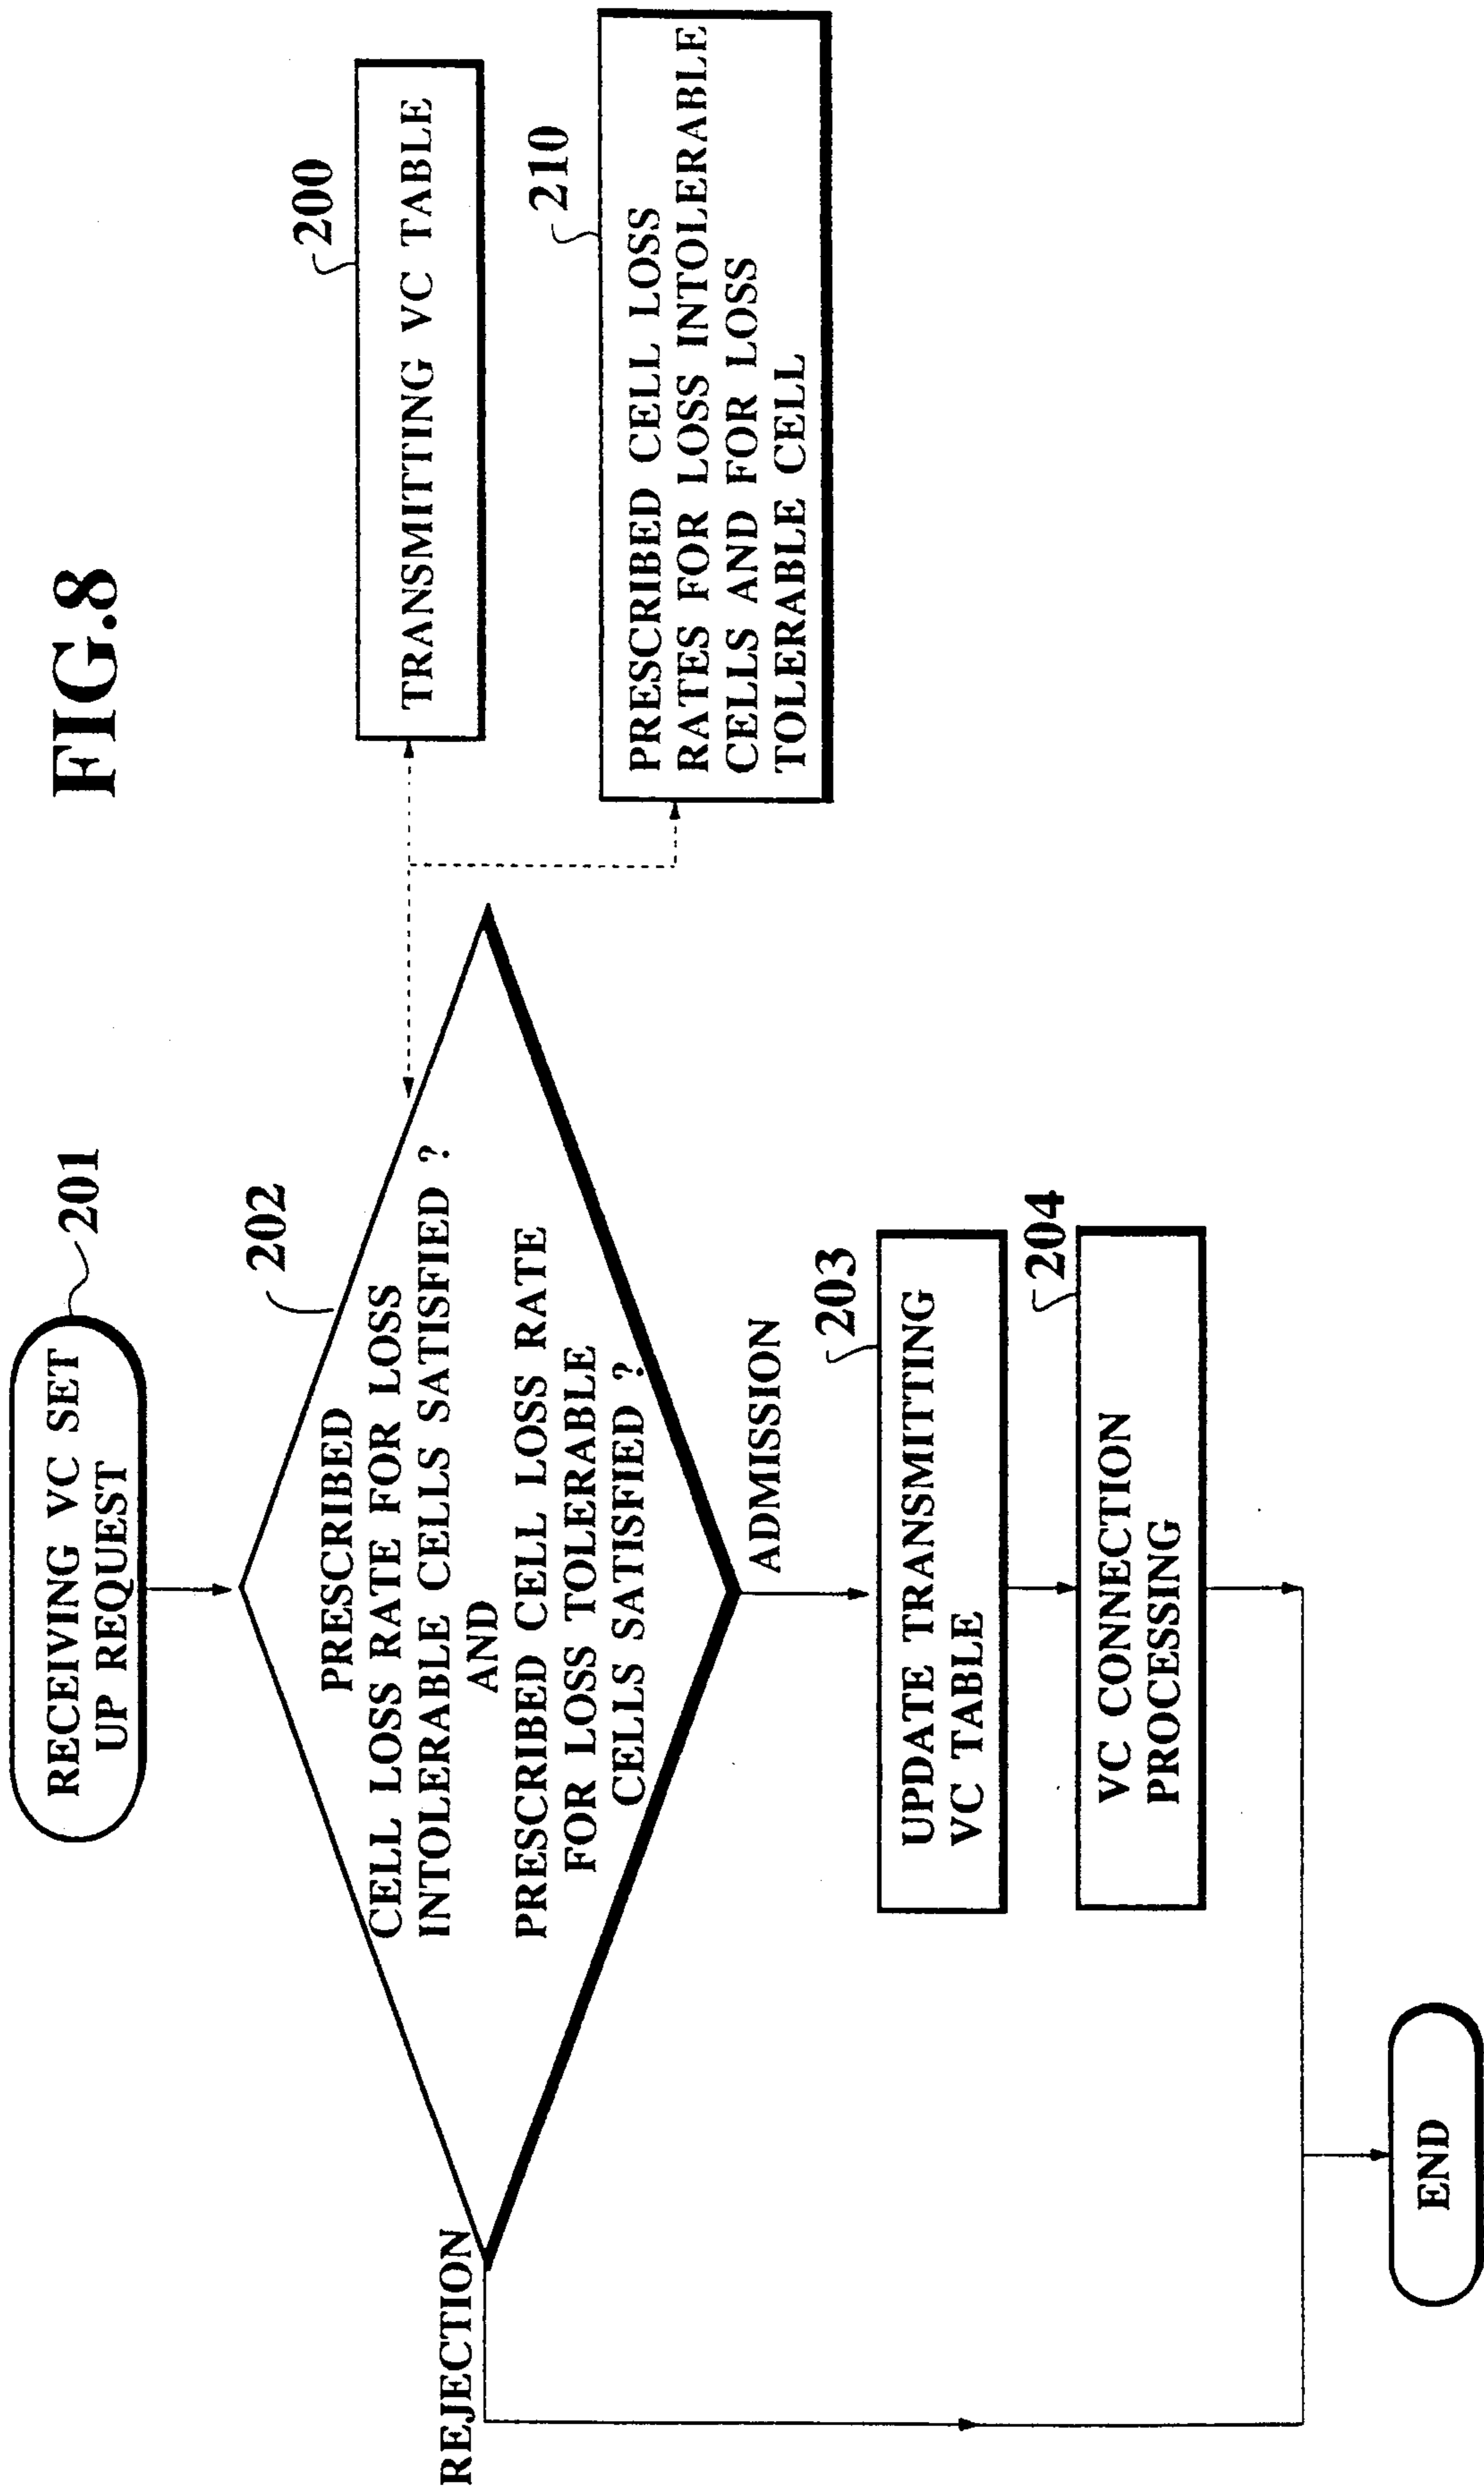 FIG.8
RECEIVING VC SET
UP REQUEST
201
202
PRESCRIBED
CELL LOSS RATE FOR LOSS
INTOLERABLE CELLS SATISFIED ?
AND
PRESCRIBED CELL LOSS RATE
FOR LOSS TOLERABLE
CELLS SATISFIED ?
200
TRANSMITTING VC TABLE
210
PRESCRIBED CELL LOSS
RATES FOR LOSS INTOLERABLE
CELLS AND FOR LOSS
TOLERABLE CELL
REJECTION
ADMISSION
203
UPDATE TRANSMITTING
VC TABLE
204
VC CONNECTION
PROCESSING
END